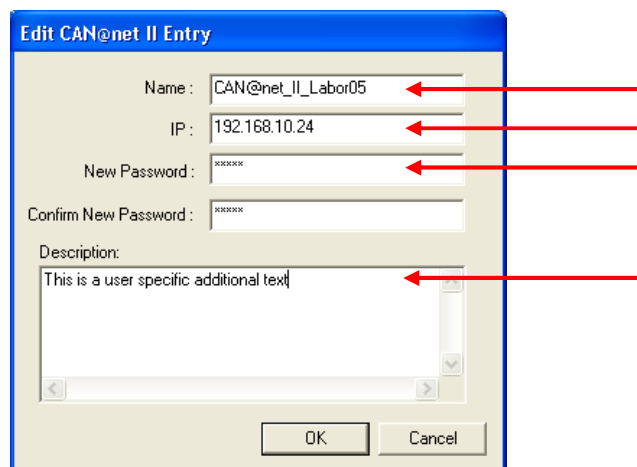 Edit CAN@net II Entry
Name : CAN@net_II_Labor05
IP : 192.168.10.24
New Password : *****
Confirm New Password : *****
Description:
This is a user specific additional text
OK Cancel